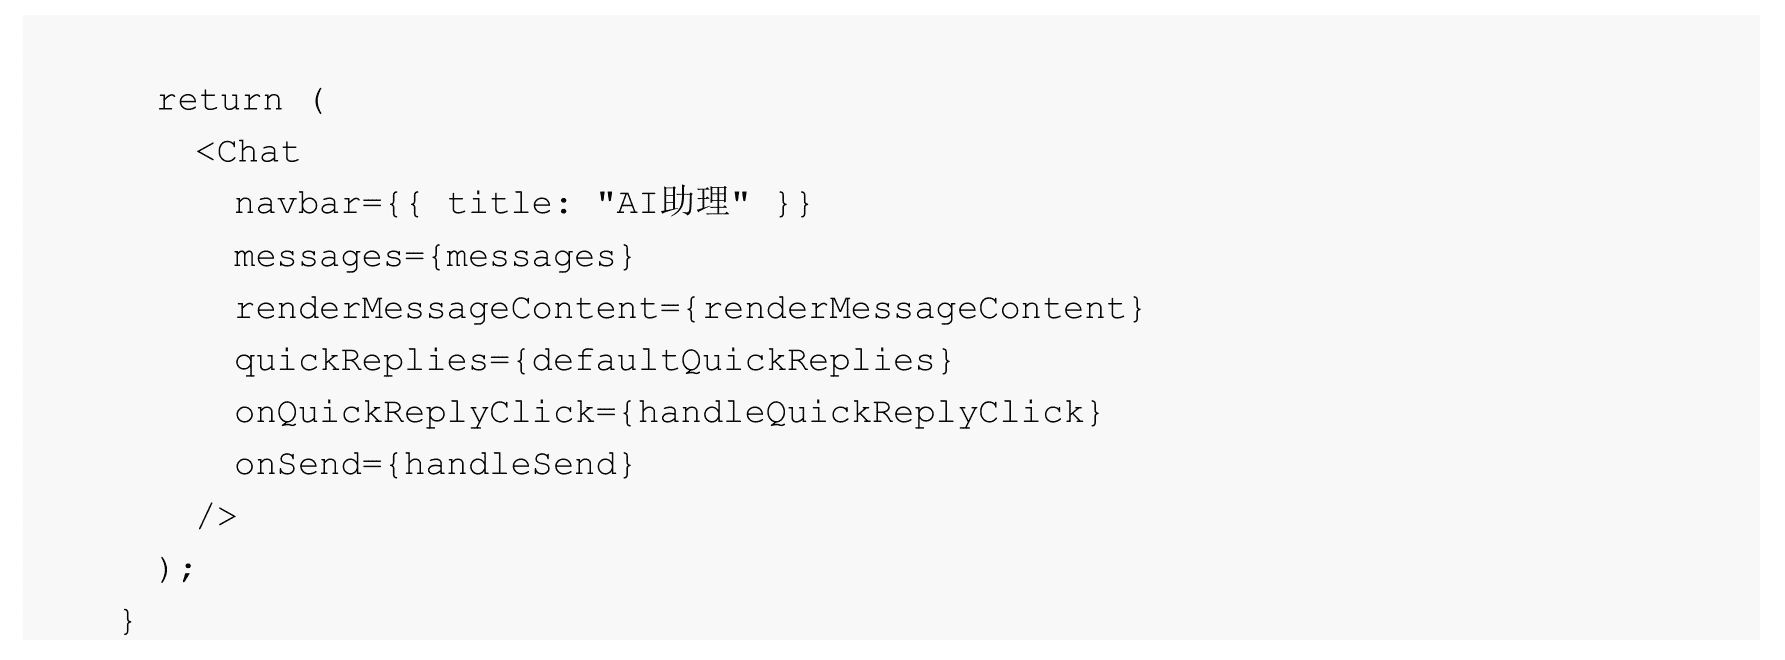 return (
<Chat
navbar={{ title: "AI助理" }}
messages={messages}
renderMessageContent={renderMessageContent}
quickReplies={defaultQuickReplies}
onQuickReplyClick={handleQuickReplyClick}
onSend={handleSend}
/>
);
}